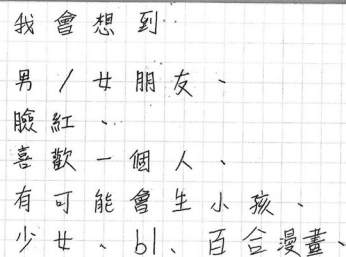 我會想到:
男/女朋友、
臉紅、
喜歡一個人、
有可能會生小孩、
少女、bl、百合漫畫、